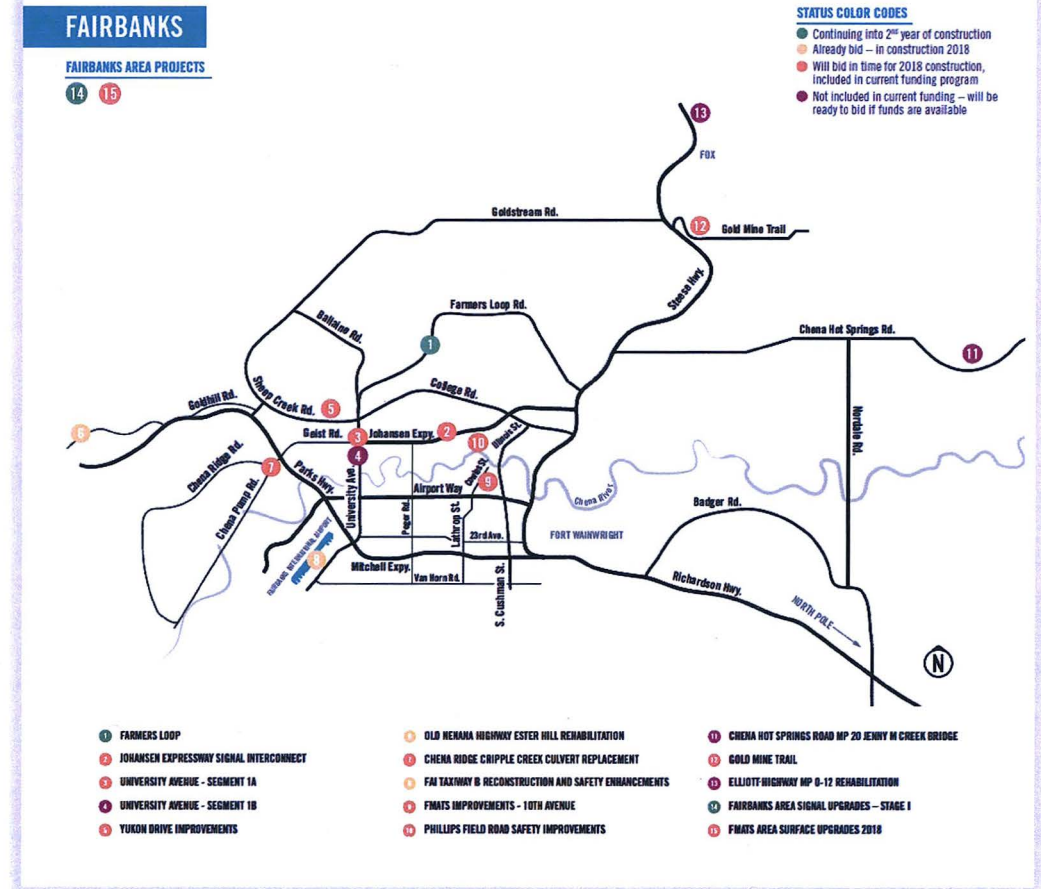 FAIRBANKS
FAIRBANKS AREA PROJECTS
14 15
STATUS COLOR CODES
Continuing into 2nd year of construction
Already bid – in construction 2018
Will bid in time for 2018 construction,
included in current funding program
Not included in current funding – will be
ready to bid if funds are available
13
FOX
Goldstream Rd.
12
Gold Mine Trail
Steese Hwy.
Farmers Loop Rd.
Ballaine Rd.
Chena Hot Springs Rd.
1
11
College Rd.
Sheep Creek Rd.
5
Goldhill Rd.
6
Geist Rd.
3
Johansen Expy.
2
10
Illinois St.
Nordale Rd.
4
Chena Ridge Rd.
7
Parks Hwy.
University Ave.
Airport Way
9
Chena River
Chena Pump Rd.
Peger Rd.
Lathrop St.
Badger Rd.
23rd Ave.
FORT WAINWRIGHT
FAIRBANKS INTERNATIONAL AIRPORT
8
Mitchell Expy.
Van Horn Rd.
S. Cushman St.
Richardson Hwy.
NORTH POLE
N
1 FARMERS LOOP
2 JOHANSEN EXPRESSWAY SIGNAL INTERCONNECT
3 UNIVERSITY AVENUE - SEGMENT 1A
4 UNIVERSITY AVENUE - SEGMENT 1B
5 YUKON DRIVE IMPROVEMENTS
6 OLD NENANA HIGHWAY ESTER HILL REHABILITATION
7 CHENA RIDGE CRIPPLE CREEK CULVERT REPLACEMENT
8 FAI TAXIWAY B RECONSTRUCTION AND SAFETY ENHANCEMENTS
9 FMATS IMPROVEMENTS - 10TH AVENUE
10 PHILLIPS FIELD ROAD SAFETY IMPROVEMENTS
11 CHENA HOT SPRINGS ROAD MP 20 JENNY M CREEK BRIDGE
12 GOLD MINE TRAIL
13 ELLIOTT HIGHWAY MP 0-12 REHABILITATION
14 FAIRBANKS AREA SIGNAL UPGRADES – STAGE I
15 FMATS AREA SURFACE UPGRADES 2018